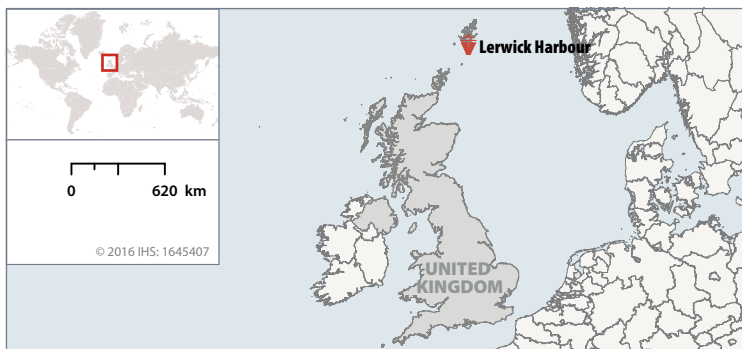 Lerwick Harbour
0 620 km
© 2016 IHS: 1645407
UNITED
KINGDOM